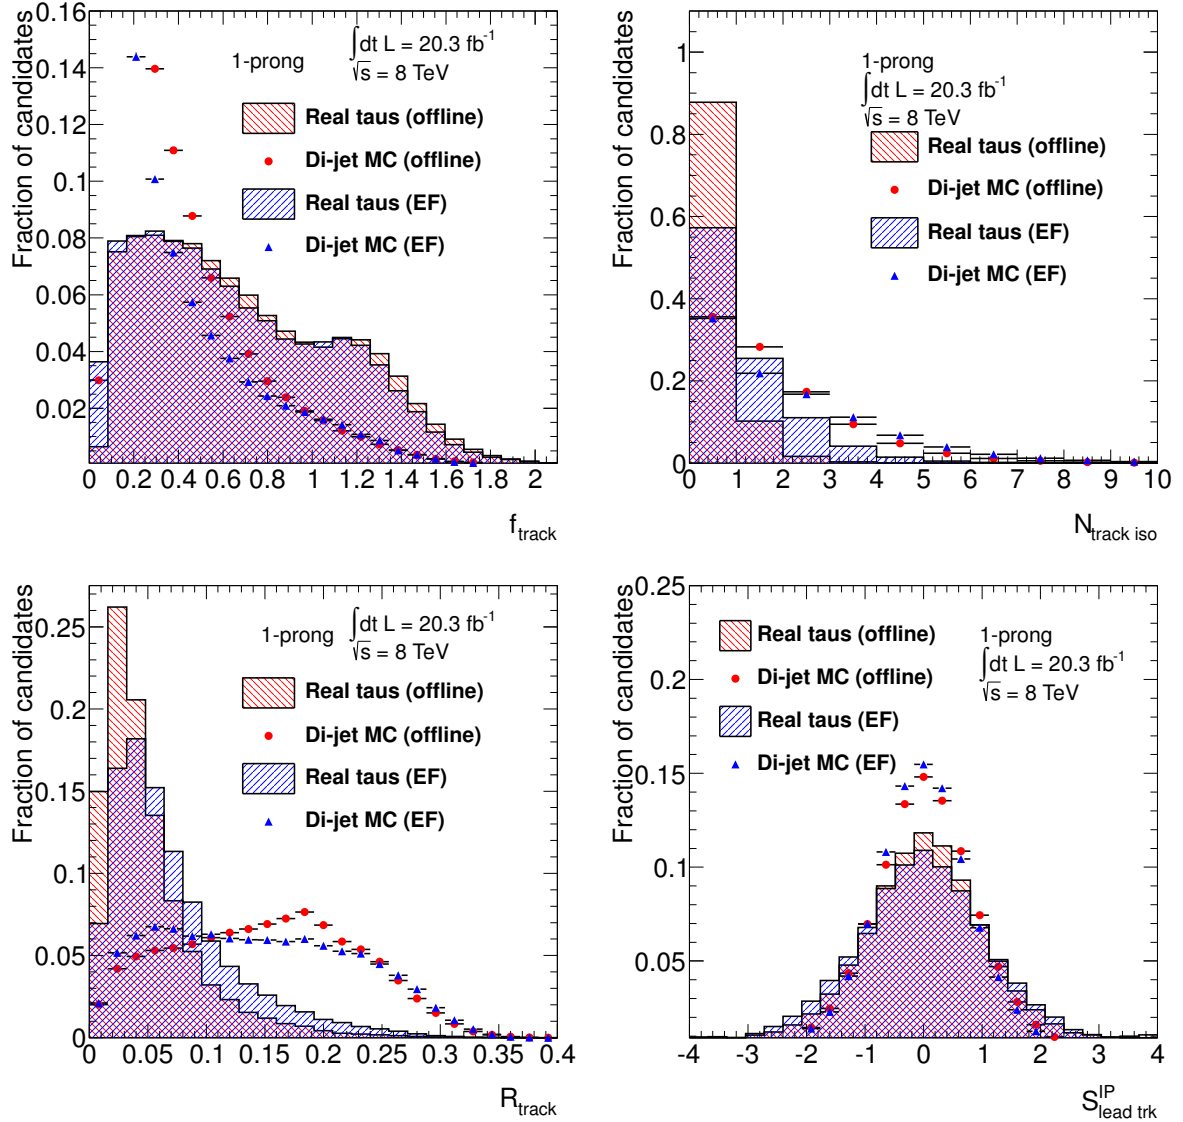 Fraction of candidates
0.16
0.14
0.12
0.1
0.08
0.06
0.04
0.02
0
1-prong
∫dt L = 20.3 fb⁻¹
√s = 8 TeV
Real taus (offline)
Di-jet MC (offline)
Real taus (EF)
Di-jet MC (EF)
0 0.2 0.4 0.6 0.8 1 1.2 1.4 1.6 1.8 2
f_track
Fraction of candidates
1
0.8
0.6
0.4
0.2
0
1-prong
∫dt L = 20.3 fb⁻¹
√s = 8 TeV
Real taus (offline)
Di-jet MC (offline)
Real taus (EF)
Di-jet MC (EF)
0 1 2 3 4 5 6 7 8 9 10
N_track iso
Fraction of candidates
0.25
0.2
0.15
0.1
0.05
0
1-prong
∫dt L = 20.3 fb⁻¹
√s = 8 TeV
Real taus (offline)
Di-jet MC (offline)
Real taus (EF)
Di-jet MC (EF)
0 0.05 0.1 0.15 0.2 0.25 0.3 0.35 0.4
R_track
Fraction of candidates
0.25
0.2
0.15
0.1
0.05
Real taus (offline)
Di-jet MC (offline)
Real taus (EF)
Di-jet MC (EF)
1-prong
∫dt L = 20.3 fb⁻¹
√s = 8 TeV
-4 -3 -2 -1 0 1 2 3 4
S^IP_lead trk